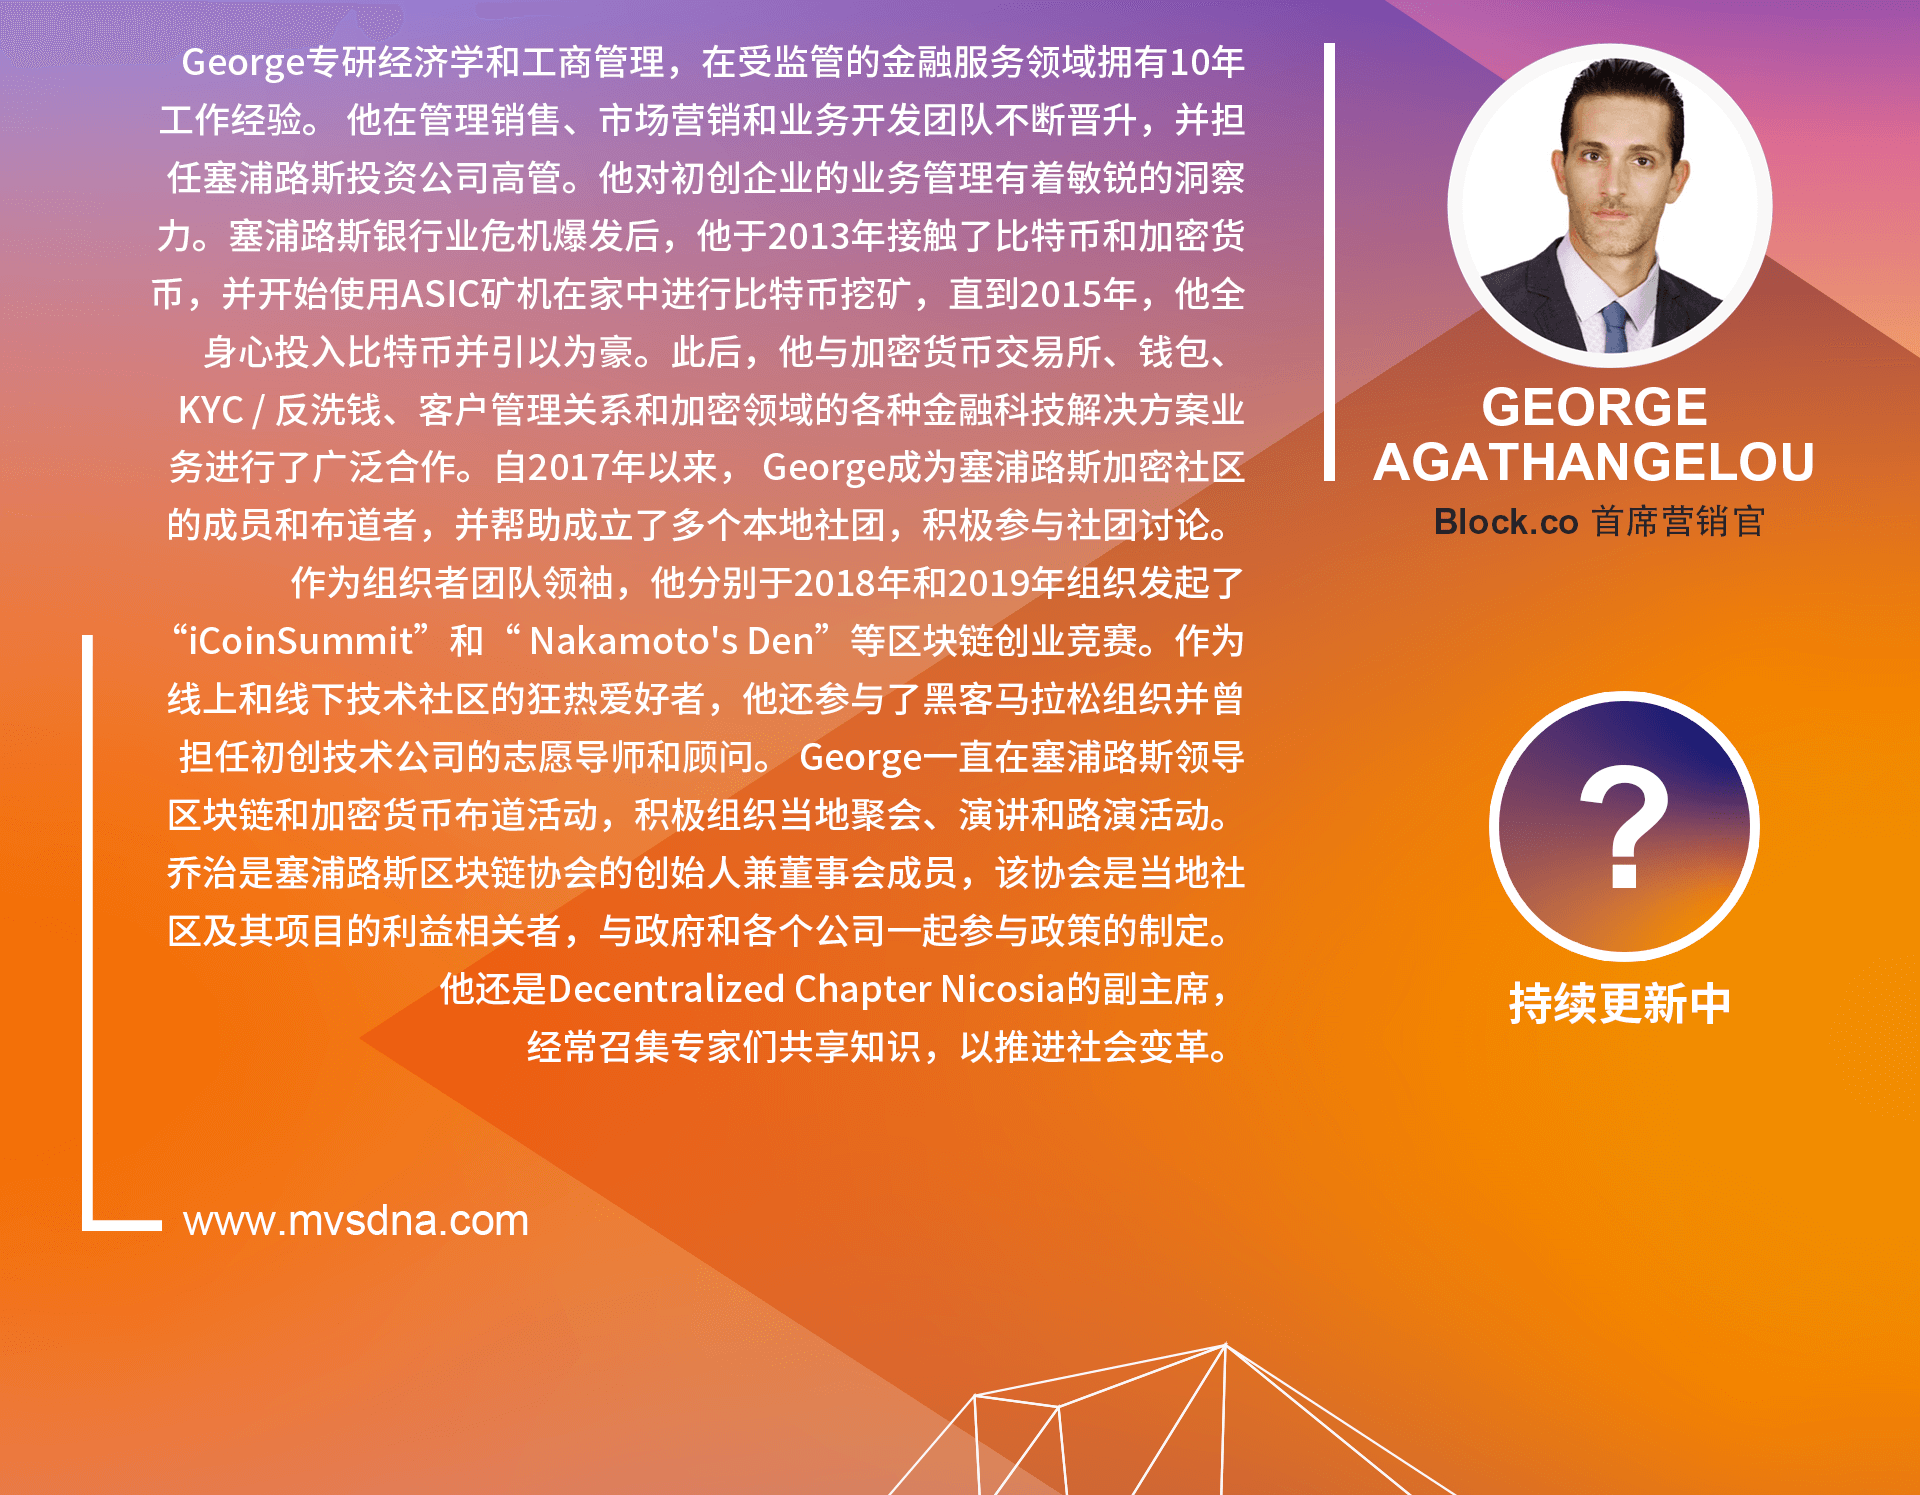 George专研经济学和工商管理，在受监管的金融服务领域拥有10年
工作经验。 他在管理销售、市场营销和业务开发团队不断晋升，并担
任塞浦路斯投资公司高管。他对初创企业的业务管理有着敏锐的洞察
力。塞浦路斯银行业危机爆发后，他于2013年接触了比特币和加密货
币，并开始使用ASIC矿机在家中进行比特币挖矿，直到2015年，他全
身心投入比特币并引以为豪。此后，他与加密货币交易所、钱包、
KYC / 反洗钱、客户管理关系和加密领域的各种金融科技解决方案业
务进行了广泛合作。自2017年以来， George成为塞浦路斯加密社区
的成员和布道者，并帮助成立了多个本地社团，积极参与社团讨论。
作为组织者团队领袖，他分别于2018年和2019年组织发起了
“iCoinSummit”和“ Nakamoto's Den”等区块链创业竞赛。作为
线上和线下技术社区的狂热爱好者，他还参与了黑客马拉松组织并曾
担任初创技术公司的志愿导师和顾问。 George一直在塞浦路斯领导
区块链和加密货币布道活动，积极组织当地聚会、演讲和路演活动。
乔治是塞浦路斯区块链协会的创始人兼董事会成员，该协会是当地社
区及其项目的利益相关者，与政府和各个公司一起参与政策的制定。
他还是Decentralized Chapter Nicosia的副主席，
经常召集专家们共享知识，以推进社会变革。
GEORGE
AGATHANGELOU
Block.co 首席营销官
?
持续更新中
www.mvsdna.com